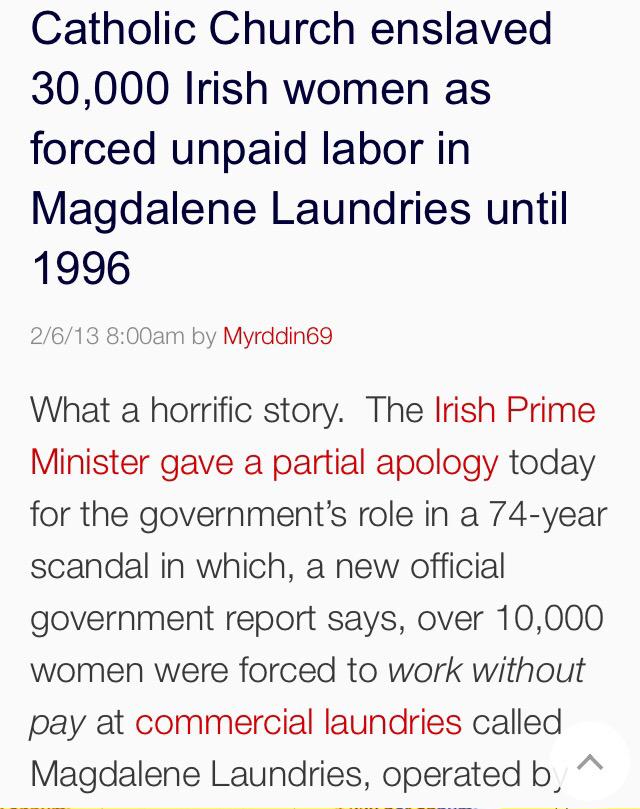 Catholic Church enslaved
30,000 Irish women as
forced unpaid labor in
Magdalene Laundries until
1996
2/6/13 8:00am by Myrddin69
What a horrific story.  The Irish Prime
Minister gave a partial apology today
for the government’s role in a 74-year
scandal in which, a new official
government report says, over 10,000
women were forced to work without
pay at commercial laundries called
Magdalene Laundries, operated by